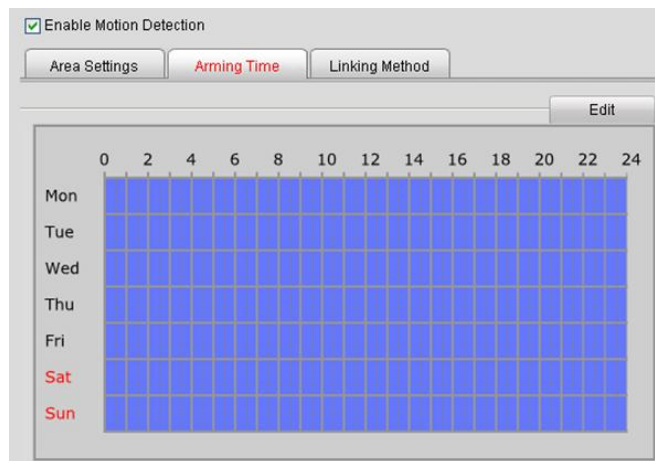 Enable Motion Detection
Area Settings Arming Time Linking Method
Edit
0 2 4 6 8 10 12 14 16 18 20 22 24
Mon
Tue
Wed
Thu
Fri
Sat
Sun